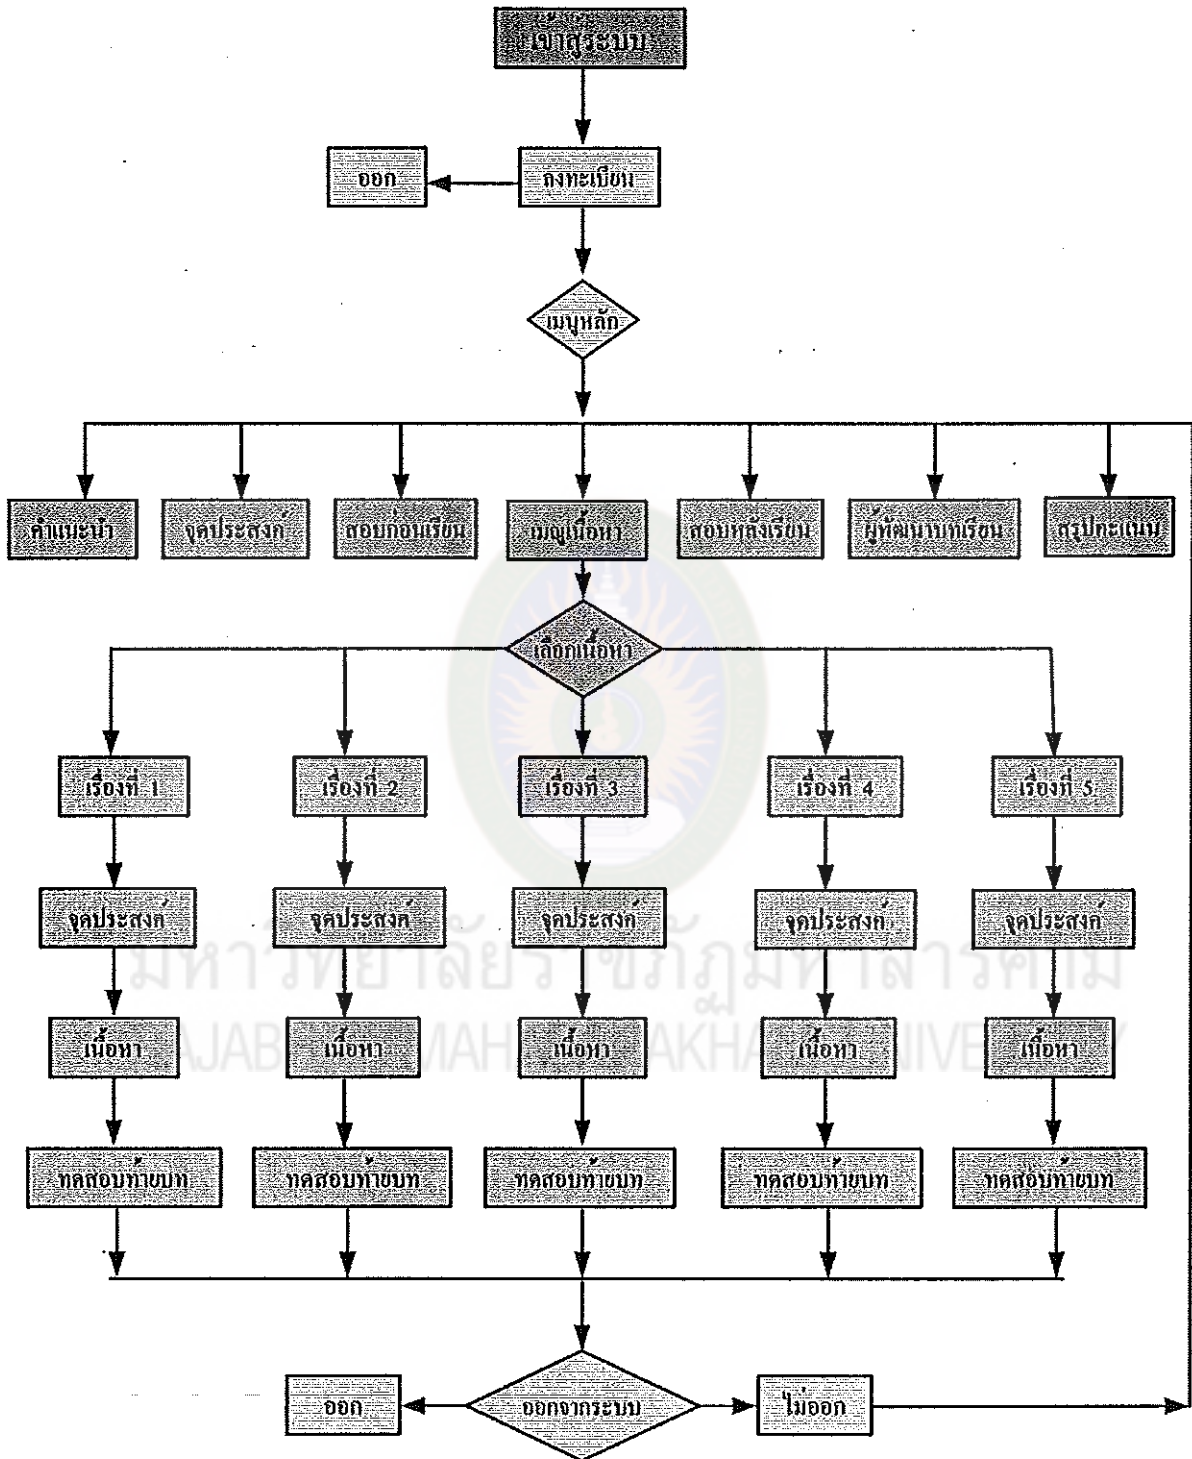 เข้าสู่ระบบ
ออก
ลงทะเบียน
เมนูหลัก
คำแนะนำ
จุดประสงค์
สอบก่อนเรียน
เมนูเนื้อหา
สอบหลังเรียน
ผู้พัฒนาบทเรียน
สรุปคะแนน
เลือกเนื้อหา
เรื่องที่ 1
เรื่องที่ 2
เรื่องที่ 3
เรื่องที่ 4
เรื่องที่ 5
จุดประสงค์
จุดประสงค์
จุดประสงค์
จุดประสงค์
จุดประสงค์
เนื้อหา
เนื้อหา
เนื้อหา
เนื้อหา
เนื้อหา
ทดสอบท้ายบท
ทดสอบท้ายบท
ทดสอบท้ายบท
ทดสอบท้ายบท
ทดสอบท้ายบท
ออก
ออกจากระบบ
ไม่ออก